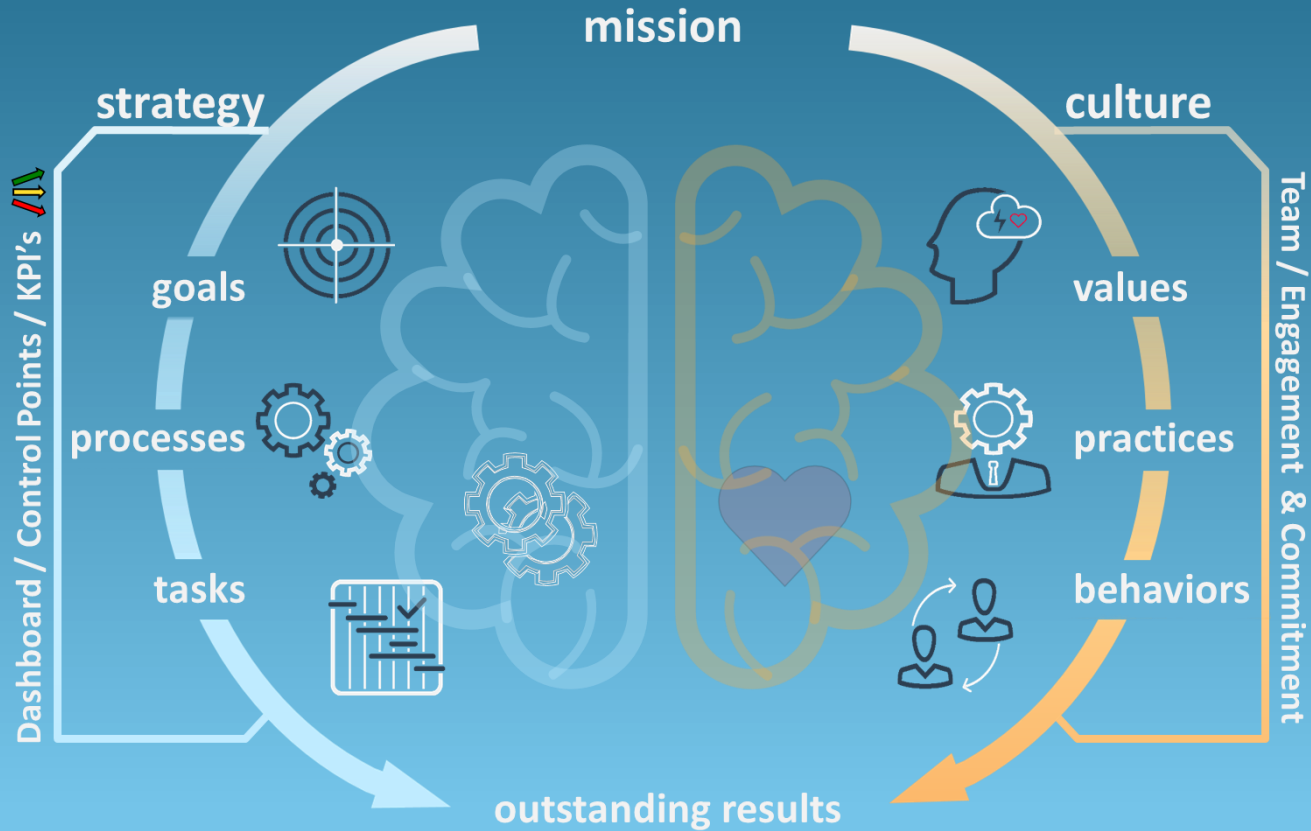 mission
strategy
culture
goals
values
processes
practices
tasks
behaviors
outstanding results
Dashboard / Control Points / KPI's
Team / Engagement & Commitment